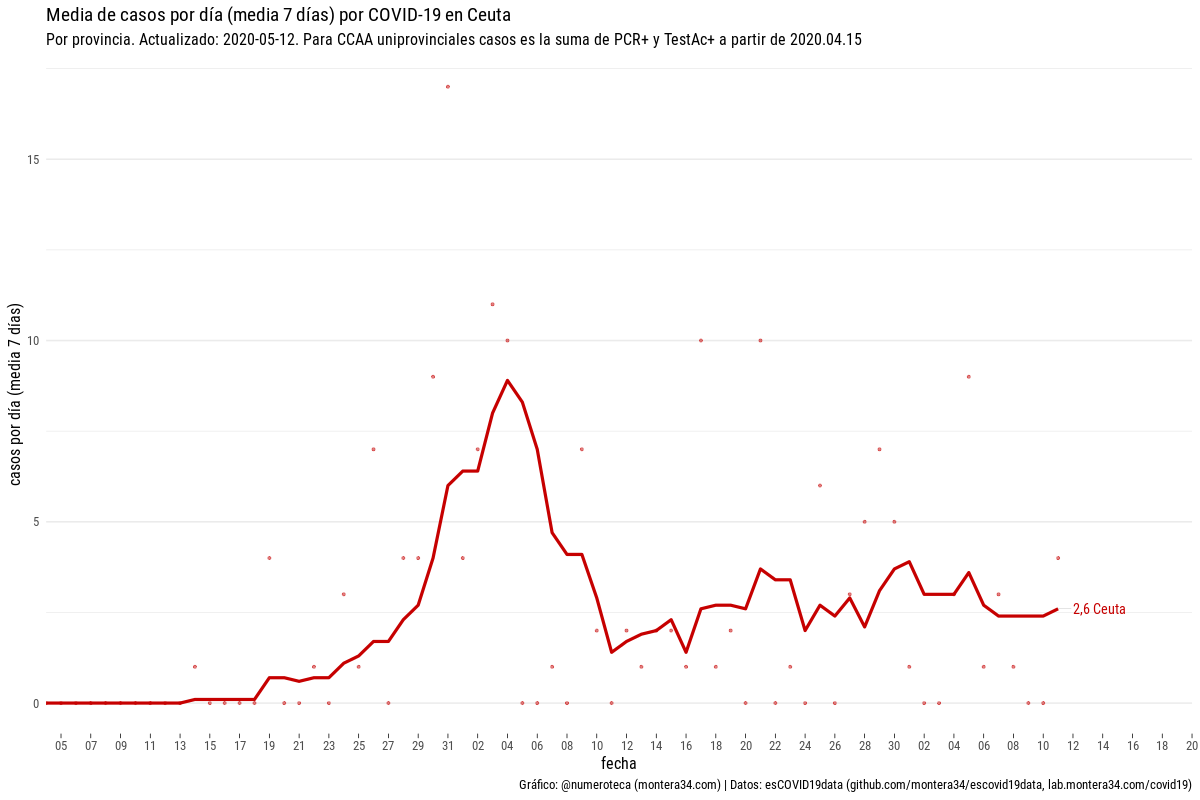 Media de casos por día (media 7 días) por COVID-19 en Ceuta
Por provincia. Actualizado: 2020-05-12. Para CCAA uniprovinciales casos es la suma de PCR+ y TestAc+ a partir de 2020.04.15
casos por día (media 7 días)
15
10
5
0
2,6 Ceuta
05 07 09 11 13 15 17 19 21 23 25 27 29 31 02 04 06 08 10 12 14 16 18 20 22 24 26 28 30 02 04 06 08 10 12 14 16 18 20
fecha
Gráfico: @numeroteca (montera34.com) | Datos: esCOVID19data (github.com/montera34/escovid19data, lab.montera34.com/covid19)